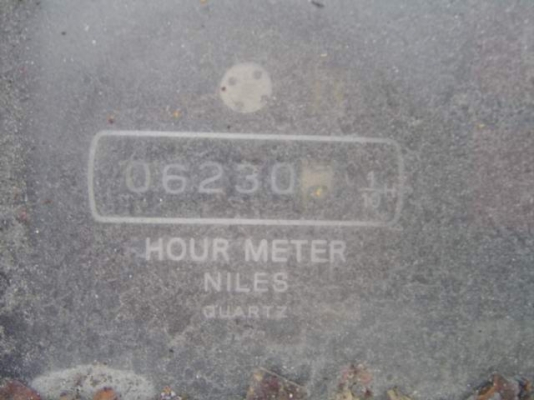 06230 1/10
HOUR METER
NILES
QUARTZ